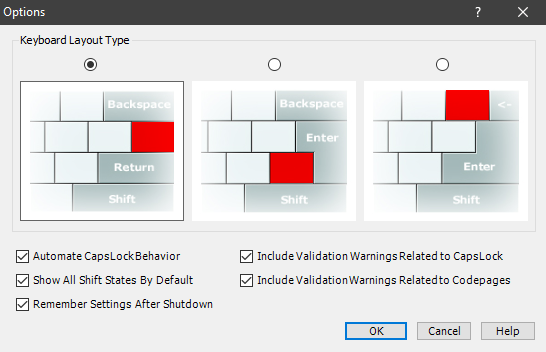 Options
Keyboard Layout Type
Backspace
Return
Shift
Backspace
Enter
Shift
<-
Enter
Shift
Automate CapsLock Behavior
Include Validation Warnings Related to CapsLock
Show All Shift States By Default
Include Validation Warnings Related to Codepages
Remember Settings After Shutdown
OK
Cancel
Help